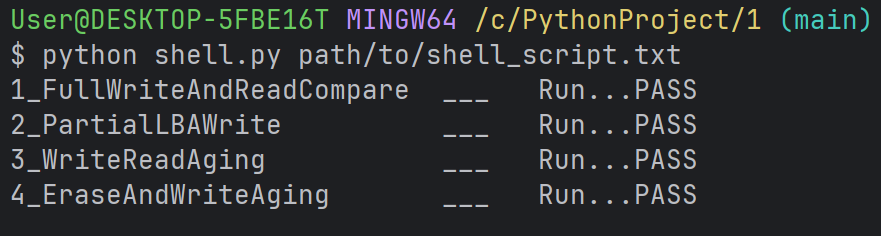 User@DESKTOP-5FBE16T MINGW64 /c/PythonProject/1 (main)
$ python shell.py path/to/shell_script.txt
1_FullWriteAndReadCompare  ___   Run...PASS
2_PartialLBAWrite          ___   Run...PASS
3_WriteReadAging           ___   Run...PASS
4_EraseAndWriteAging       ___   Run...PASS